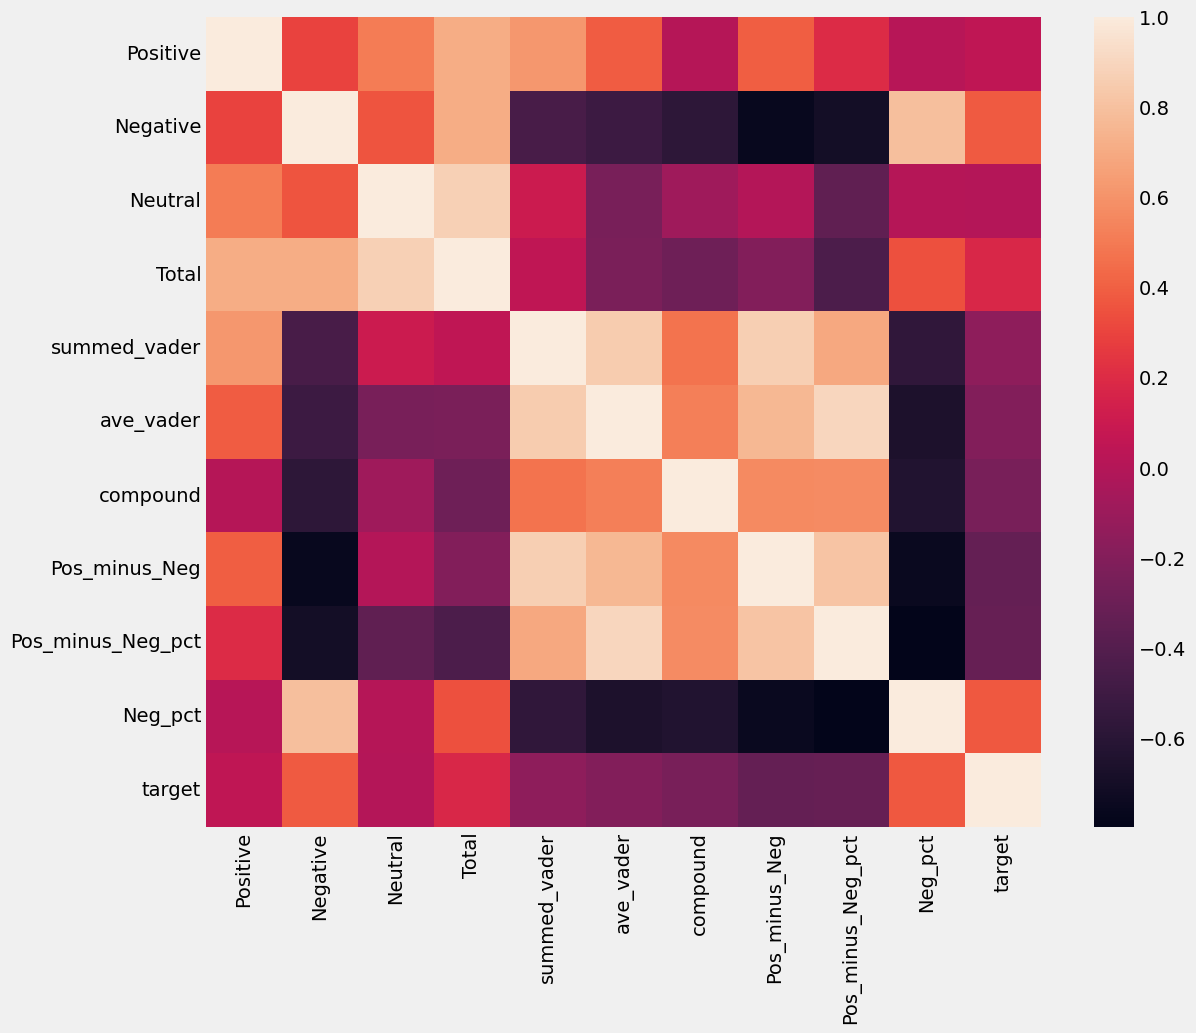 Positive
Negative
Neutral
Total
summed_vader
ave_vader
compound
Pos_minus_Neg
Pos_minus_Neg_pct
Neg_pct
target
Positive
Negative
Neutral
Total
summed_vader
ave_vader
compound
Pos_minus_Neg
Pos_minus_Neg_pct
Neg_pct
target
1.0
0.8
0.6
0.4
0.2
0.0
−0.2
−0.4
−0.6